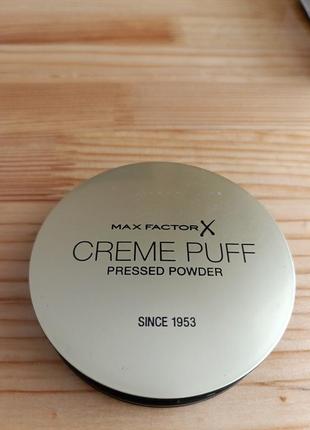 MAX FACTOR X
CREME PUFF
PRESSED POWDER
SINCE 1953